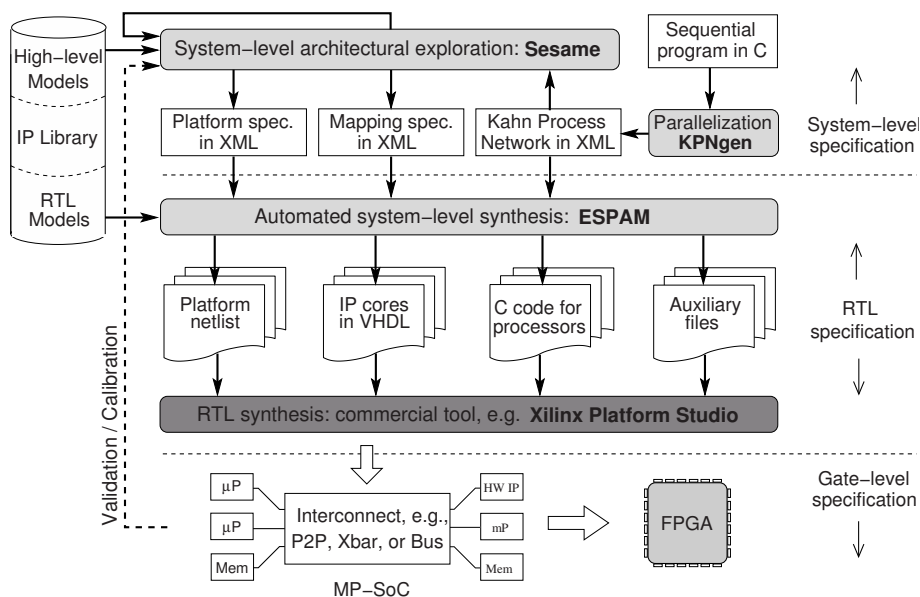 High-level
Models
IP Library
RTL
Models
System-level architectural exploration: Sesame
Sequential
program in C
Platform spec.
in XML
Mapping spec.
in XML
Kahn Process
Network in XML
Parallelization
KPNgen
System-level
specification
Automated system-level synthesis: ESPAM
Platform
netlist
IP cores
in VHDL
C code for
processors
Auxiliary
files
RTL
specification
RTL synthesis: commercial tool, e.g. Xilinx Platform Studio
Validation / Calibration
μP
μP
Mem
Interconnect, e.g.,
P2P, Xbar, or Bus
HW IP
mP
Mem
MP-SoC
FPGA
Gate-level
specification